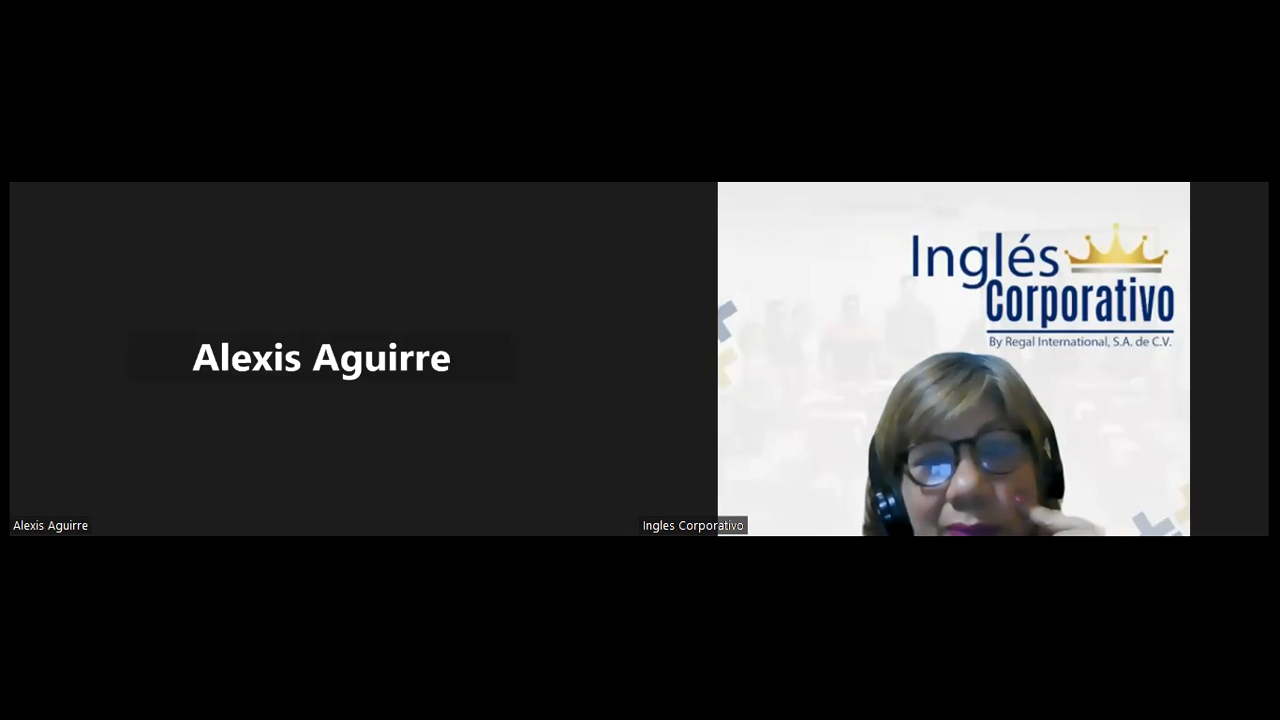 Alexis Aguirre
Inglés
Corporativo
By Regal International, S.A. de C.V.
Alexis Aguirre
Ingles Corporativo